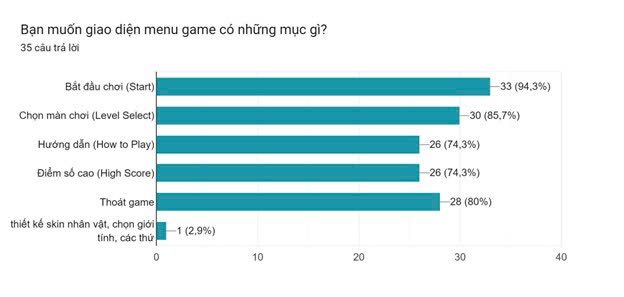 Bạn muốn giao diện menu game có những mục gì?
35 câu trả lời
Bắt đầu chơi (Start)
33 (94,3%)
Chọn màn chơi (Level Select)
30 (85,7%)
Hướng dẫn (How to Play)
26 (74,3%)
Điểm số cao (High Score)
26 (74,3%)
Thoát game
28 (80%)
thiết kế skin nhân vật, chọn giới
tính, các thứ
1 (2,9%)
0
10
20
30
40